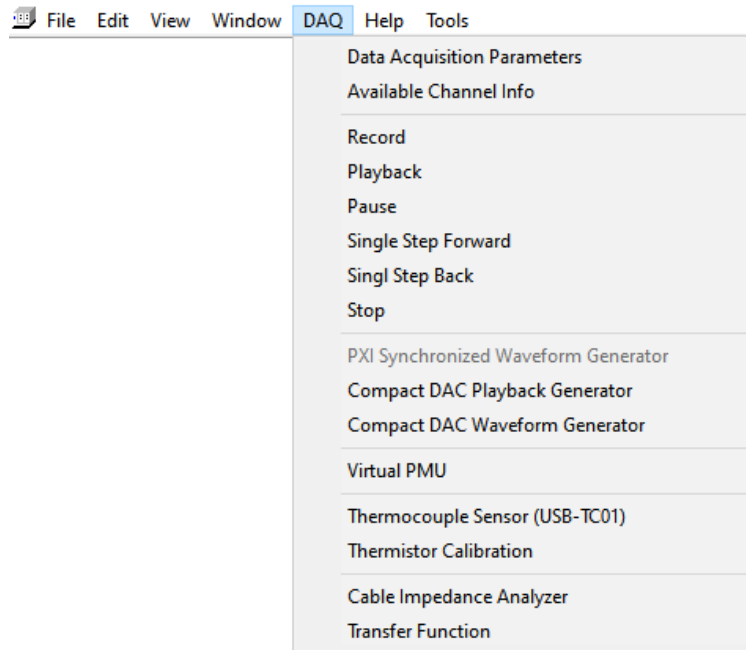 File Edit View Window DAQ Help Tools
Data Acquisition Parameters
Available Channel Info
Record
Playback
Pause
Single Step Forward
Singl Step Back
Stop
PXI Synchronized Waveform Generator
Compact DAC Playback Generator
Compact DAC Waveform Generator
Virtual PMU
Thermocouple Sensor (USB-TC01)
Thermistor Calibration
Cable Impedance Analyzer
Transfer Function